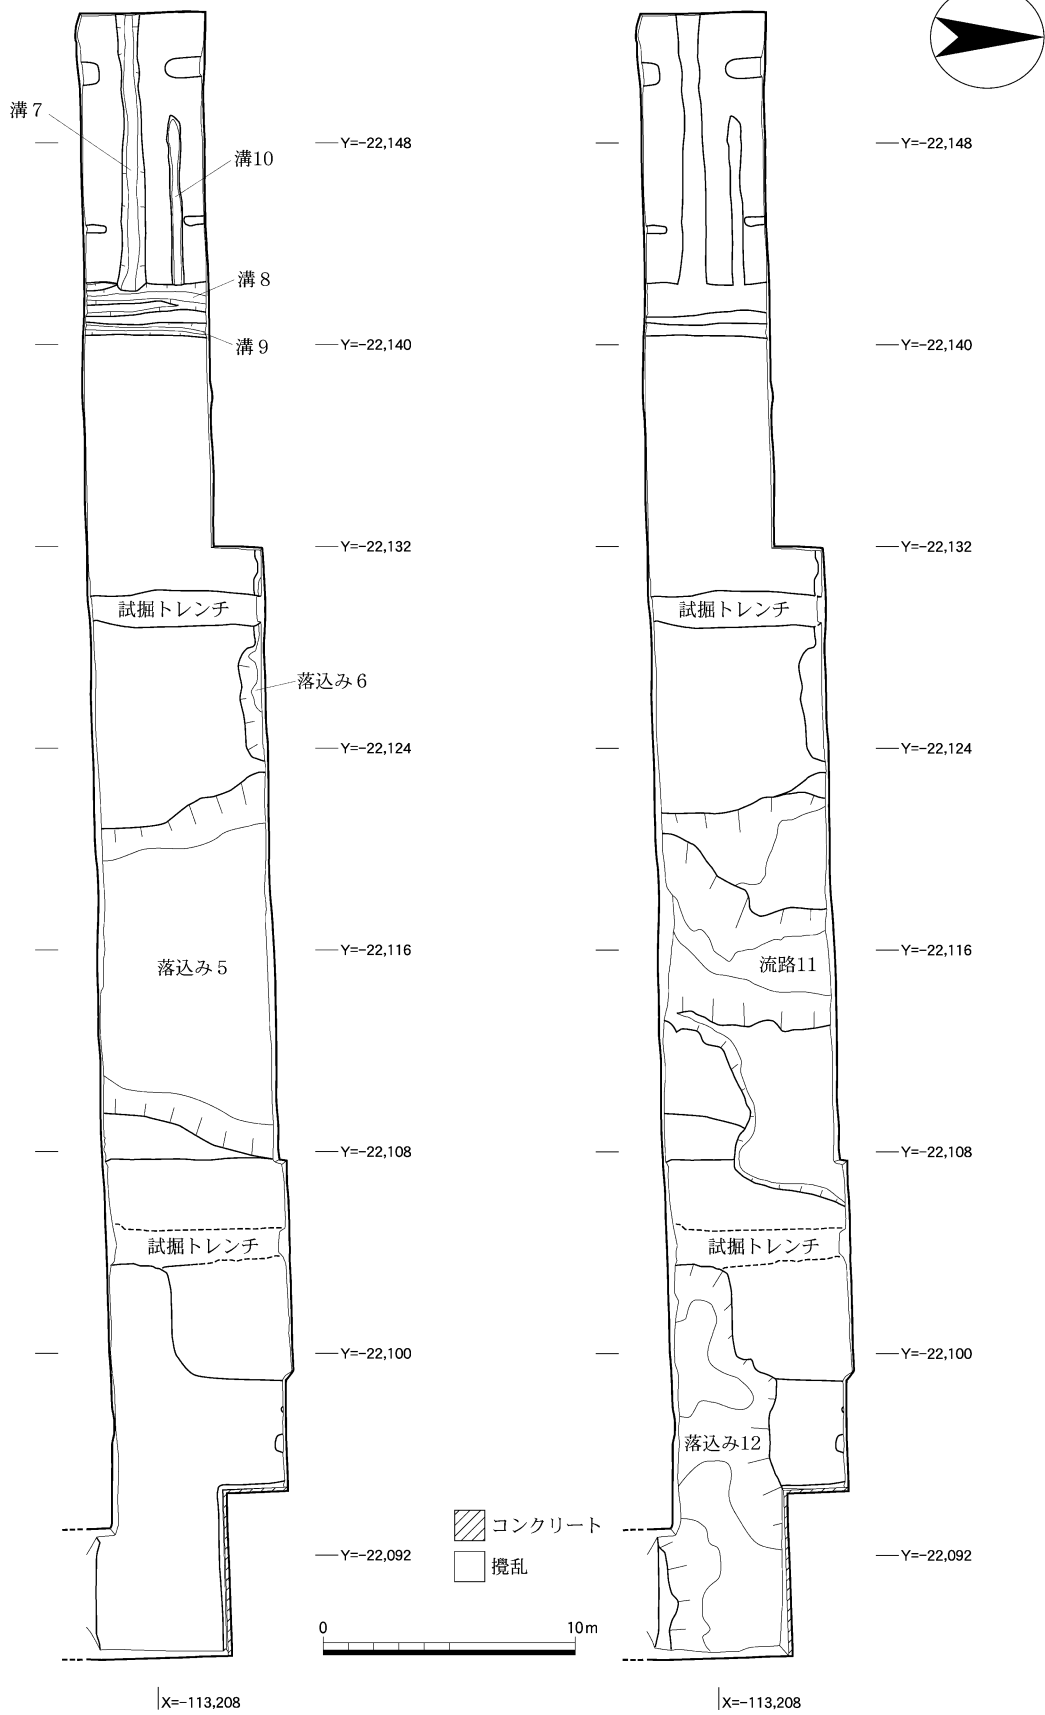 溝７
溝10
溝８
溝９
Y=-22,148
Y=-22,140
Y=-22,132
試掘トレンチ
落込み６
Y=-22,124
落込み５
Y=-22,116
Y=-22,108
試掘トレンチ
Y=-22,100
Y=-22,092
X=-113,208
コンクリート
攪乱
0 10m
Y=-22,148
Y=-22,140
Y=-22,132
試掘トレンチ
Y=-22,124
流路11
Y=-22,116
Y=-22,108
試掘トレンチ
Y=-22,100
落込み12
Y=-22,092
X=-113,208